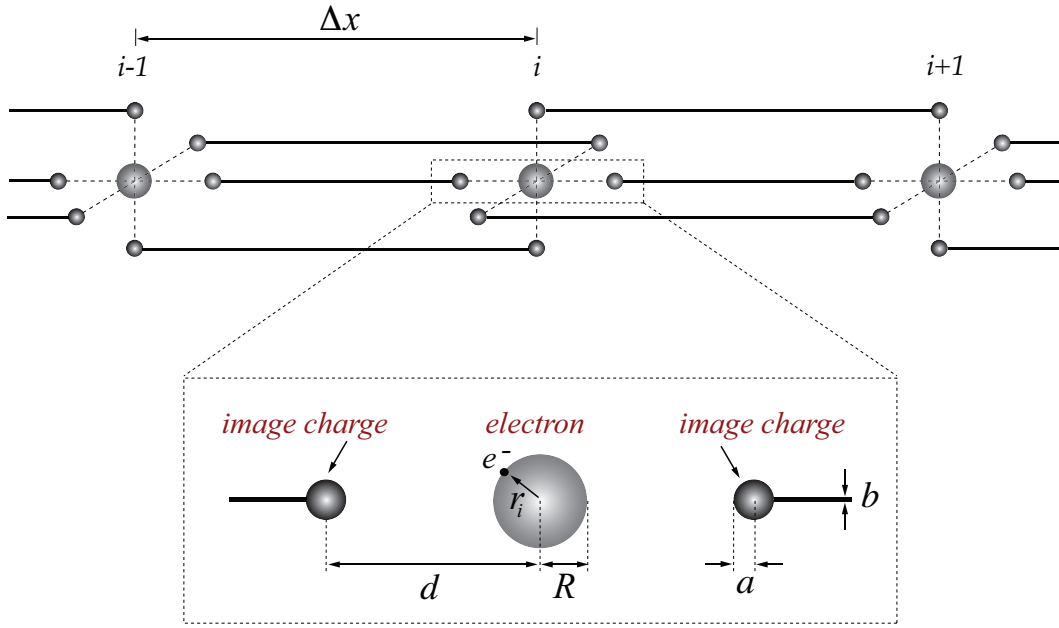 Δx
i-1 i i+1
image charge electron image charge
e⁻
rᵢ
b
d R a